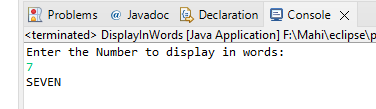 Problems @ Javadoc Declaration Console
<terminated> DisplayInWords [Java Application] F:\Mahi\eclipse\p
Enter the Number to display in words:
7
SEVEN